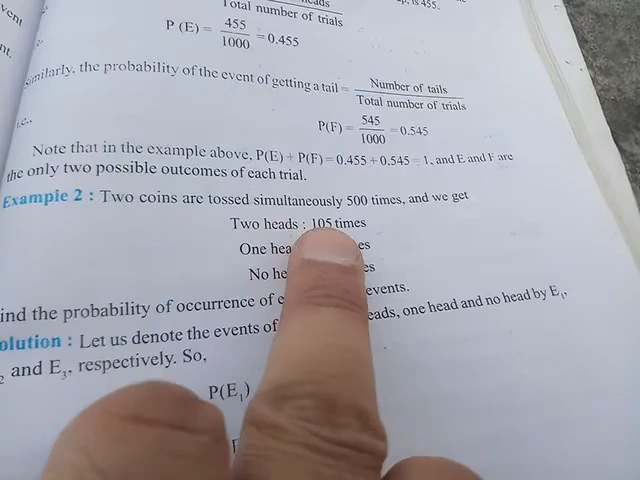 heads
Total number of trials
p, is 455.
vent
nt.
P (E) = 455/1000 = 0.455
imilarly, the probability of the event of getting a tail = Number of tails
Total number of trials
i.e.,
P(F) = 545/1000 = 0.545
Note that in the example above, P(E) + P(F) = 0.455 + 0.545 = 1, and E and F are
the only two possible outcomes of each trial.
Example 2 : Two coins are tossed simultaneously 500 times, and we get
Two heads : 105 times
One hea es
No he es
ind the probability of occurrence of e events.
olution : Let us denote the events of eads, one head and no head by E₁,
₂ and E₃, respectively. So,
P(E₁)